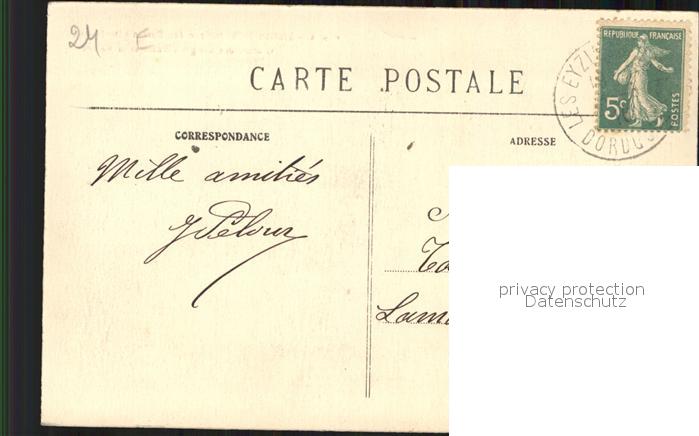 24 E
CARTE POSTALE
REPUBLIQUE FRANÇAISE
5c
POSTES
LES EYZI
DORDOG
CORRESPONDANCE
ADRESSE
Mille amitiés
privacy protection
Datenschutz